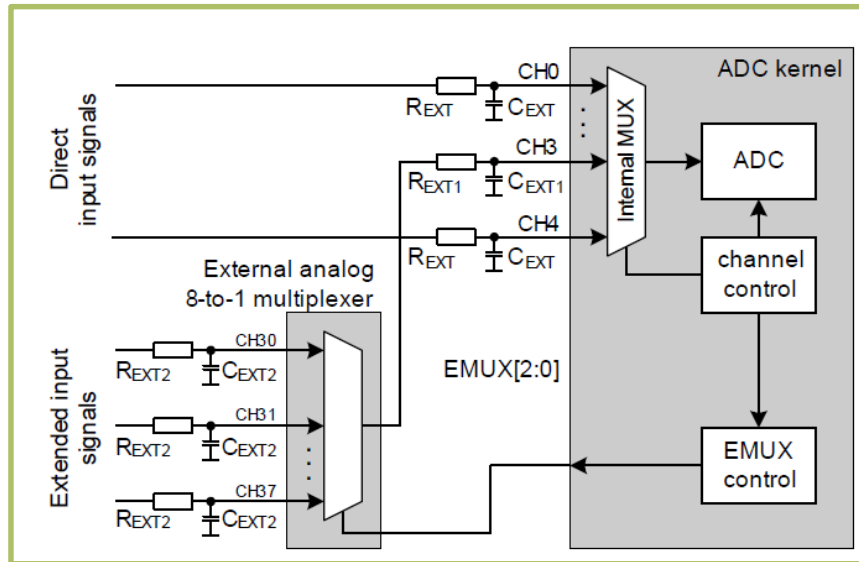 ADC kernel
Direct
input signals
CH0
REXT
CEXT
Internal MUX
CH3
REXT1
CEXT1
ADC
CH4
REXT
CEXT
channel
control
External analog
8-to-1 multiplexer
EMUX[2:0]
Extended input
signals
CH30
REXT2
CEXT2
CH31
REXT2
CEXT2
CH37
REXT2
CEXT2
EMUX
control